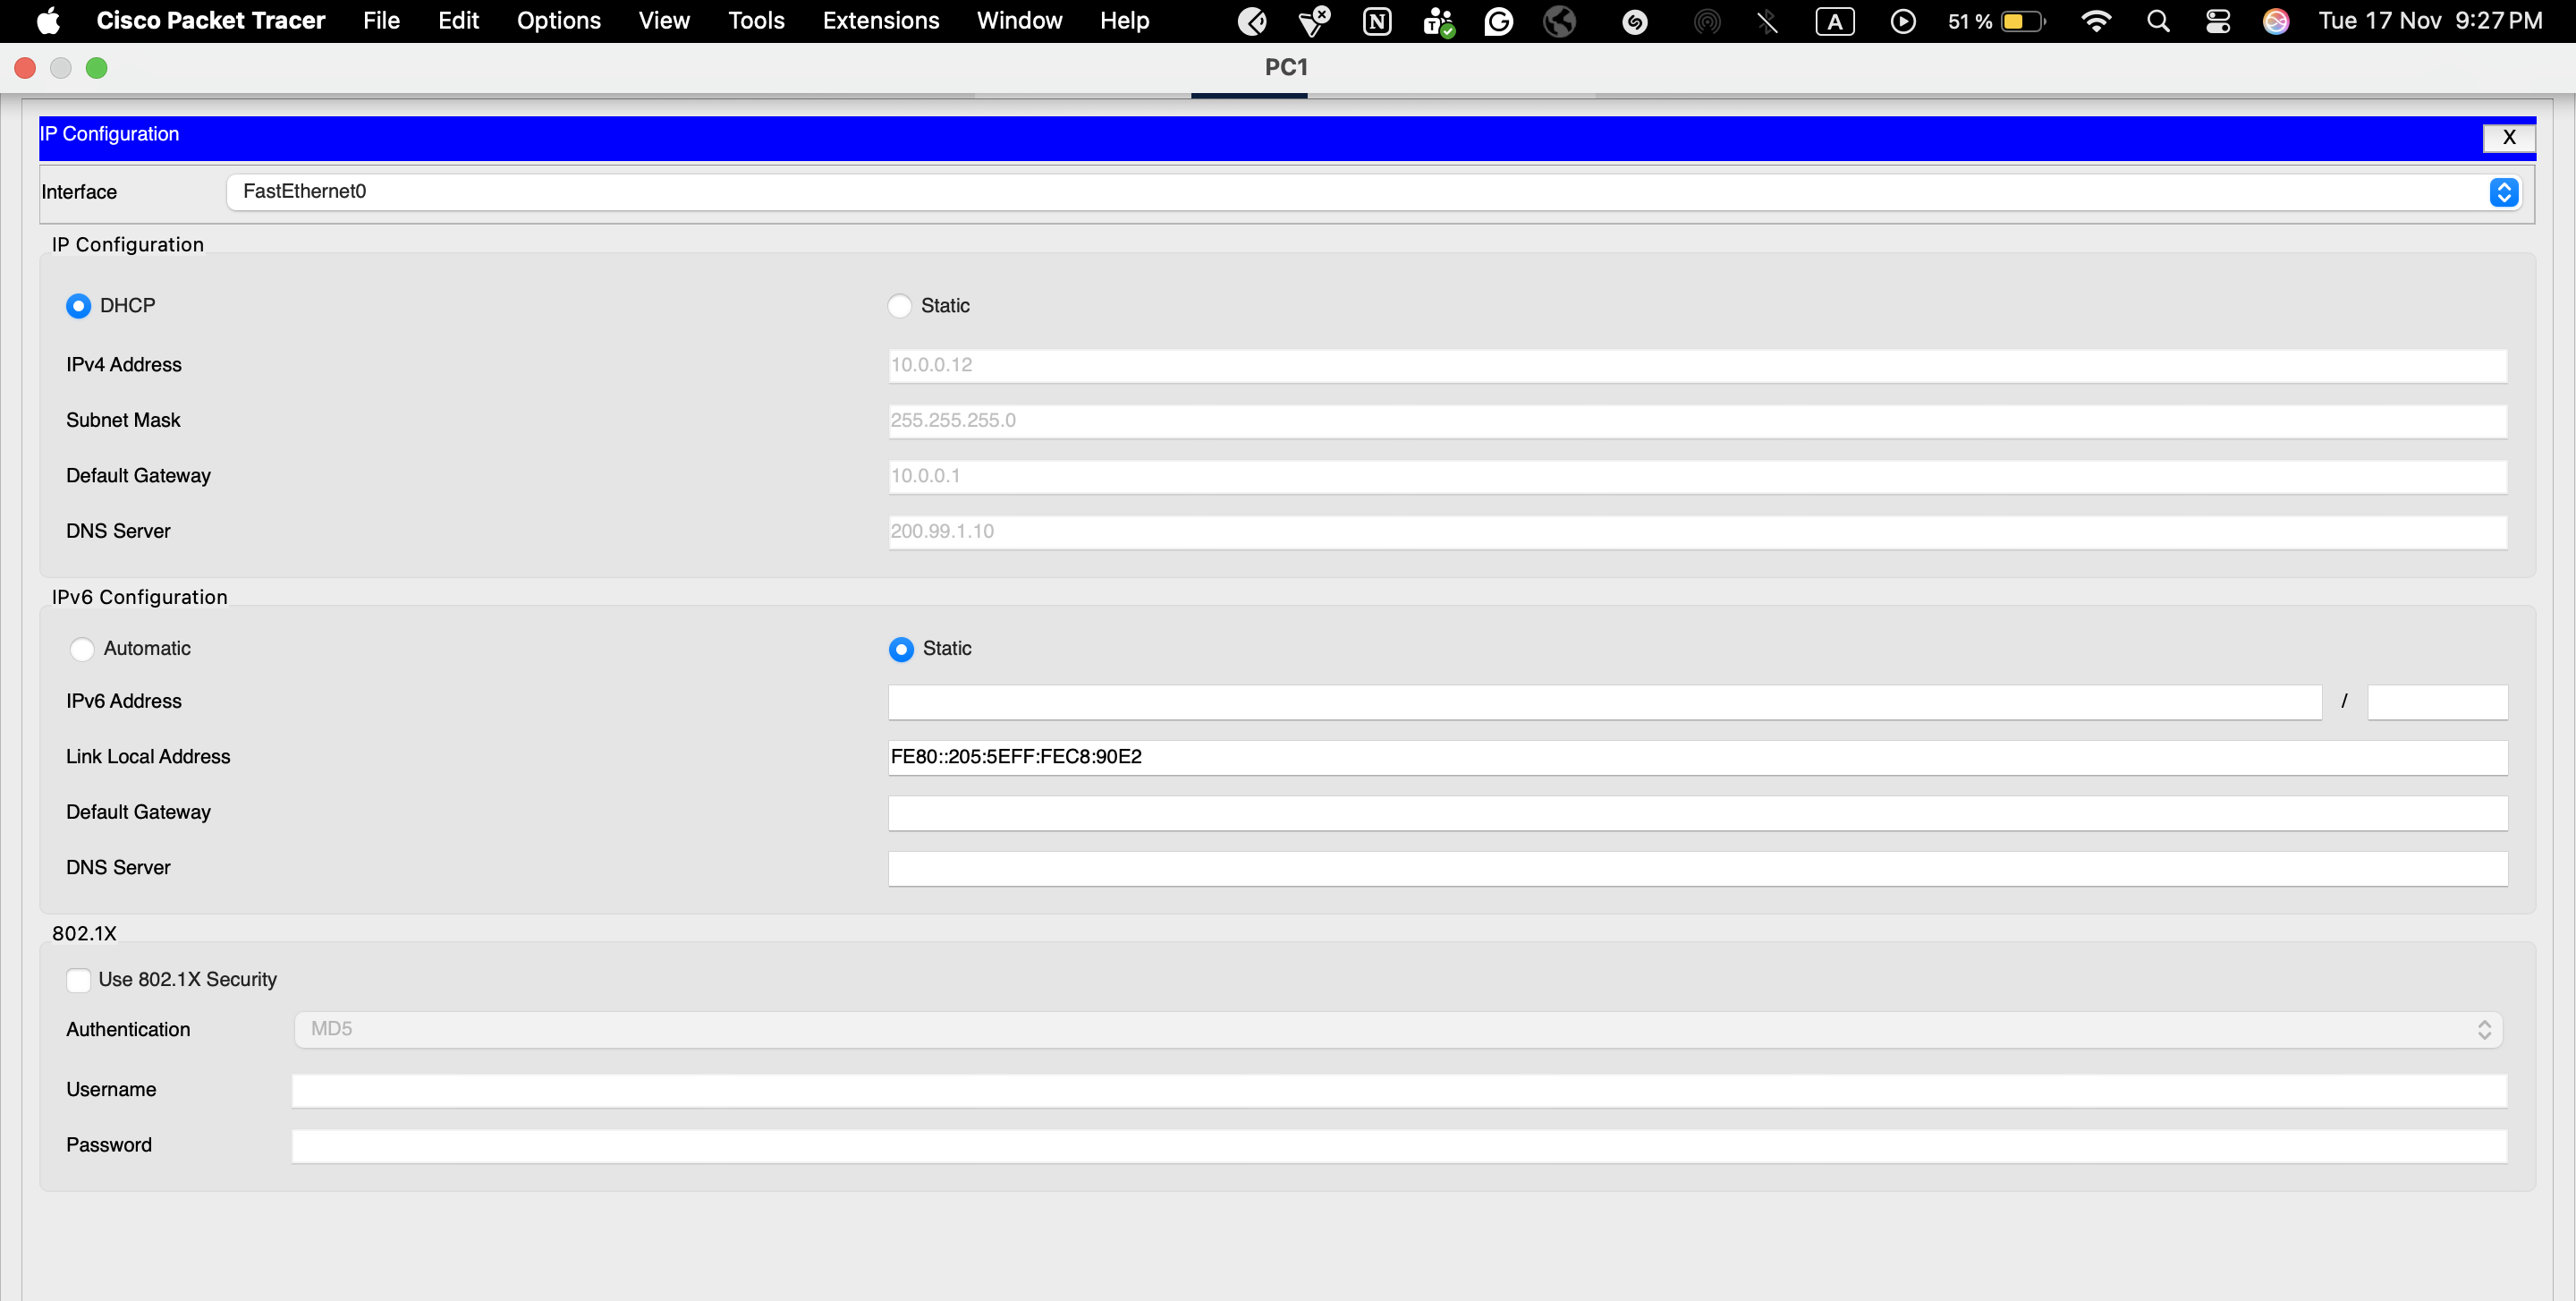 Cisco Packet Tracer File Edit Options View Tools Extensions Window Help A 51 % Tue 17 Nov 9:27 PM
PC1
IP Configuration X
Interface FastEthernet0
IP Configuration
DHCP Static
IPv4 Address 10.0.0.12
Subnet Mask 255.255.255.0
Default Gateway 10.0.0.1
DNS Server 200.99.1.10
IPv6 Configuration
Automatic Static
IPv6 Address /
Link Local Address FE80::205:5EFF:FEC8:90E2
Default Gateway
DNS Server
802.1X
Use 802.1X Security
Authentication MD5
Username
Password